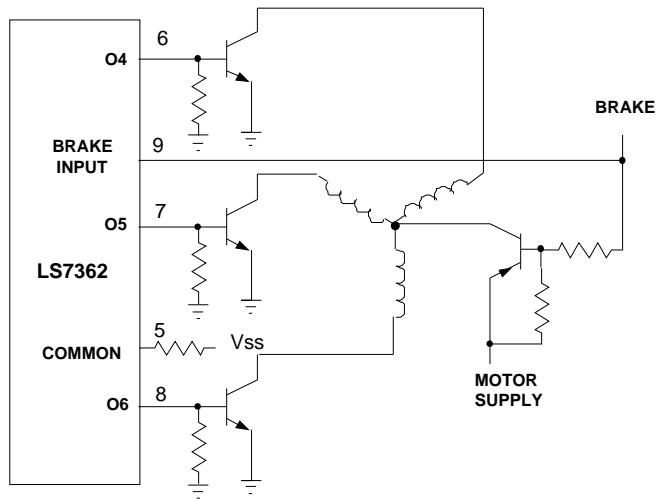 6
O4
BRAKE
9
BRAKE
INPUT
7
O5
LS7362
5
Vss
COMMON
MOTOR
SUPPLY
8
O6